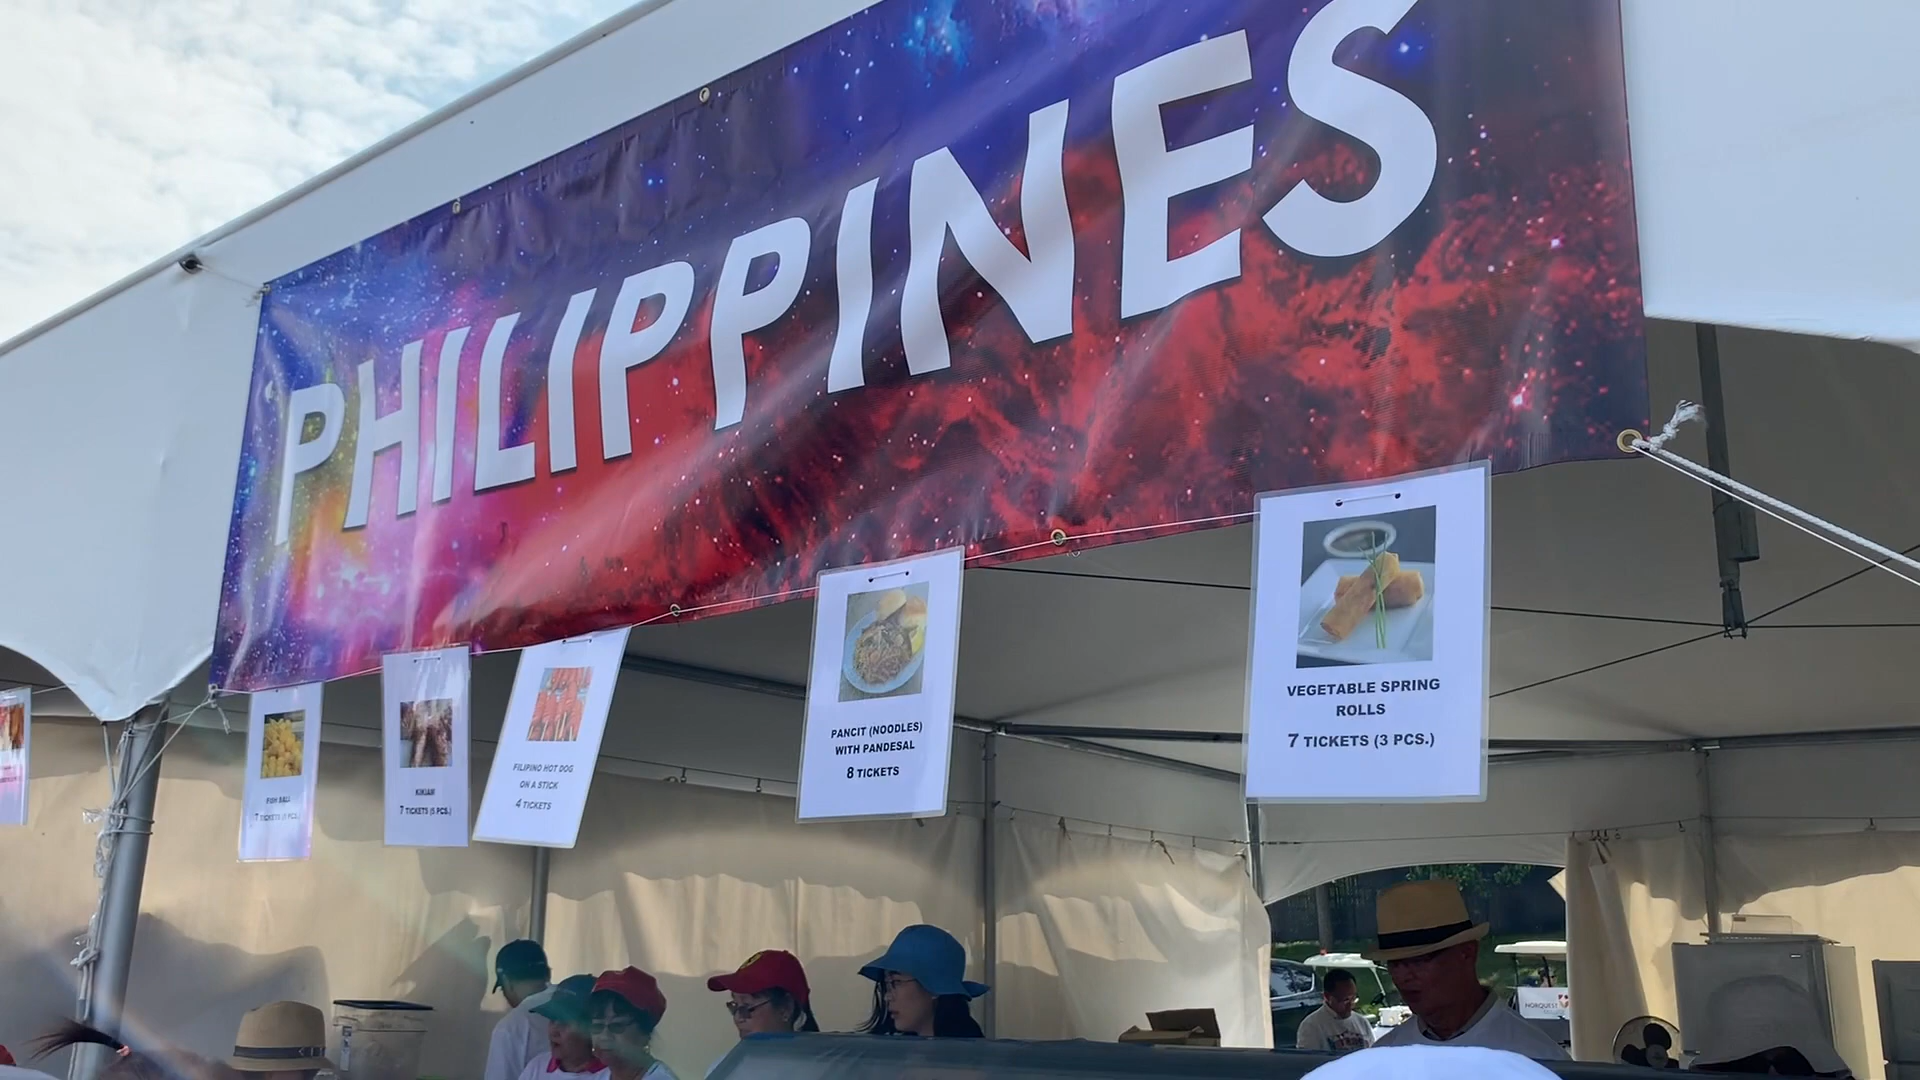 PHILIPPINES
FISH BALL
7 TICKETS
KIKIAM
7 TICKETS (5 PCS.)
FILIPINO HOT DOG
ON A STICK
4 TICKETS
PANCIT (NOODLES)
WITH PANDESAL
8 TICKETS
VEGETABLE SPRING
ROLLS
7 TICKETS (3 PCS.)
NORQUEST